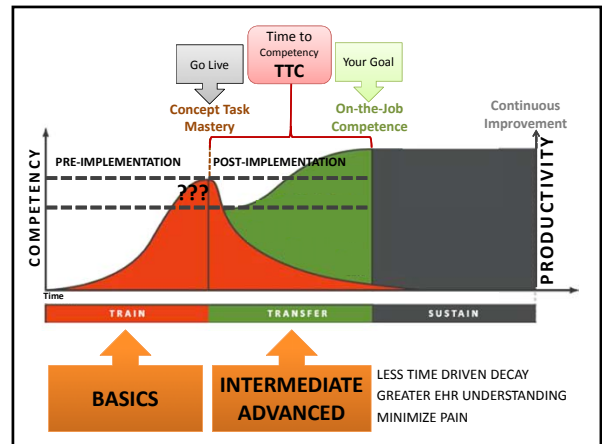 Time to
Competency
TTC
Go Live
Your Goal
Concept Task
Mastery
On-the-Job
Competence
Continuous
Improvement
PRE-IMPLEMENTATION
POST-IMPLEMENTATION
???
COMPETENCY
PRODUCTIVITY
Time
TRAIN
TRANSFER
SUSTAIN
BASICS
INTERMEDIATE
ADVANCED
LESS TIME DRIVEN DECAY
GREATER EHR UNDERSTANDING
MINIMIZE PAIN